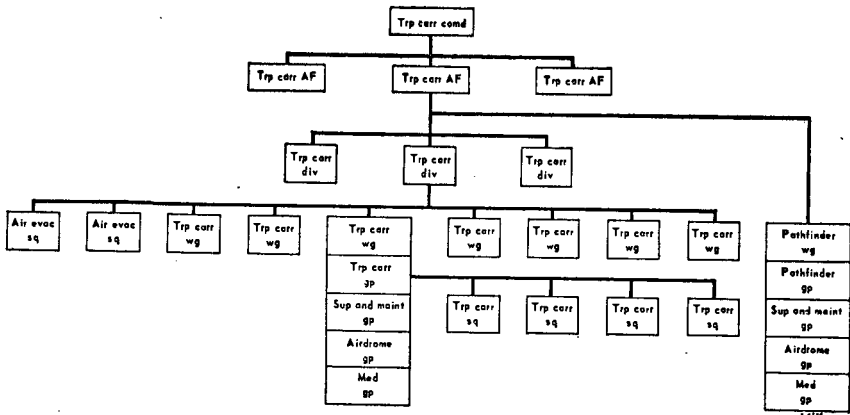 Trp carr comd
Trp carr AF
Trp carr AF
Trp carr AF
Trp carr
div
Trp carr
div
Trp carr
div
Air evac
sq
Air evac
sq
Trp carr
wg
Trp carr
wg
Trp carr
wg
Trp carr
wg
Trp carr
wg
Trp carr
wg
Trp carr
wg
Pathfinder
wg
Trp carr
gp
Sup and maint
gp
Airdrome
gp
Med
gp
Trp carr
sq
Trp carr
sq
Trp carr
sq
Trp carr
sq
Pathfinder
gp
Sup and maint
gp
Airdrome
gp
Med
gp